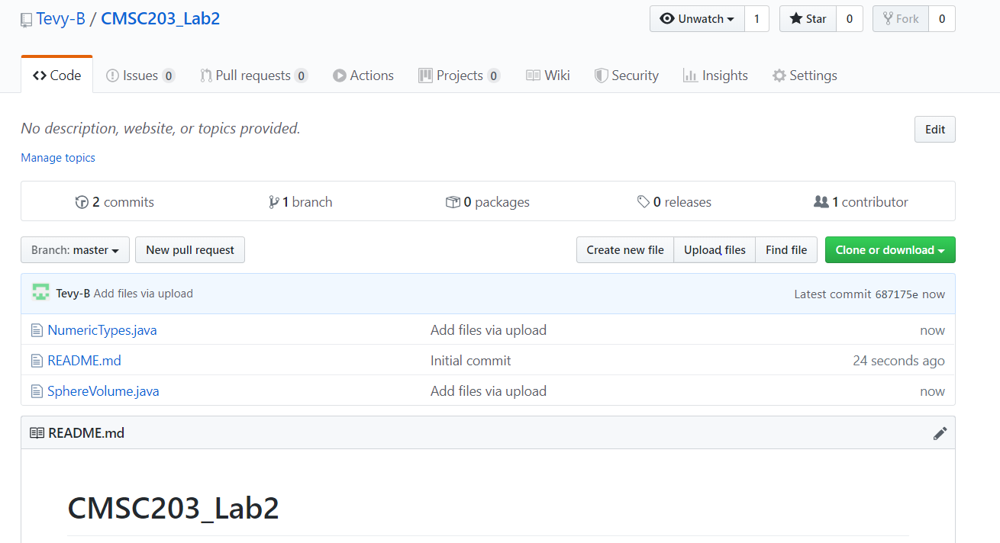 Tevy-B / CMSC203_Lab2 Unwatch 1 Star 0 Fork 0
Code Issues 0 Pull requests 0 Actions Projects 0 Wiki Security Insights Settings
No description, website, or topics provided. Edit
Manage topics
2 commits 1 branch 0 packages 0 releases 1 contributor
Branch: master New pull request Create new file Upload files Find file Clone or download
Tevy-B Add files via upload Latest commit 687175e now
NumericTypes.java Add files via upload now
README.md Initial commit 24 seconds ago
SphereVolume.java Add files via upload now
README.md
CMSC203_Lab2